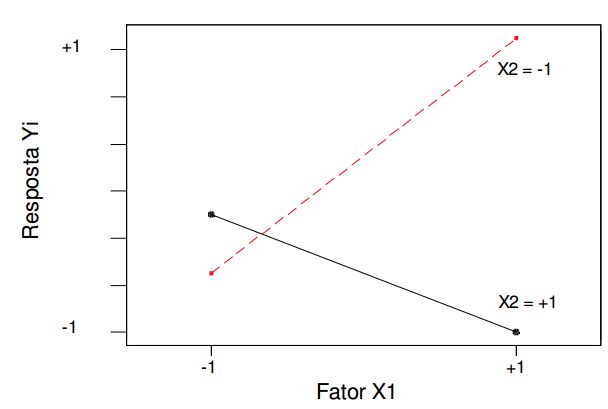 +1
X2 = -1
Resposta Yi
X2 = +1
-1
-1
+1
Fator X1